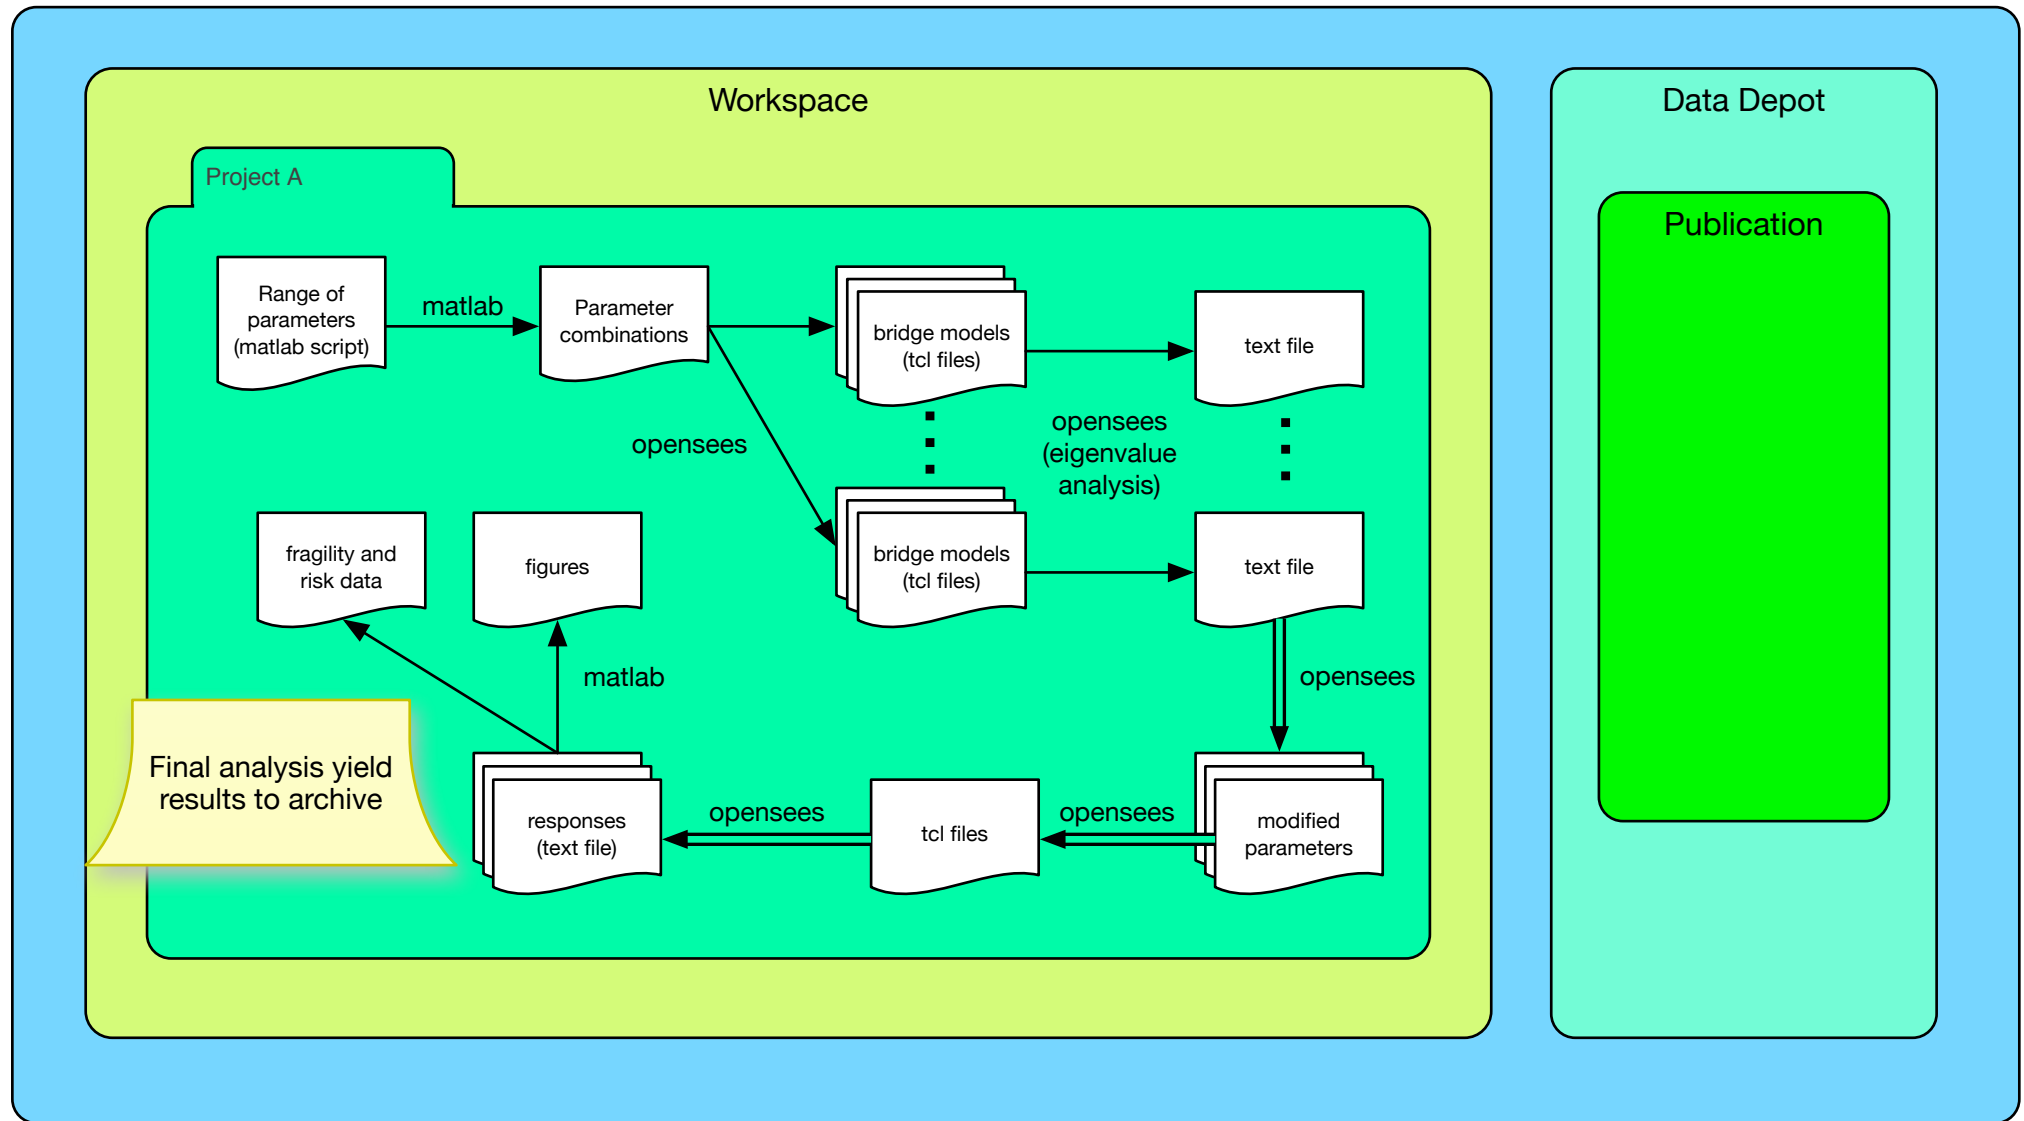 Workspace
Data Depot
Project A
Publication
Range of
parameters
(matlab script)
matlab
Parameter
combinations
bridge models
(tcl files)
text file
opensees
opensees
(eigenvalue
analysis)
fragility and
risk data
figures
bridge models
(tcl files)
text file
matlab
opensees
Final analysis yield
results to archive
responses
(text file)
opensees
tcl files
opensees
modified
parameters